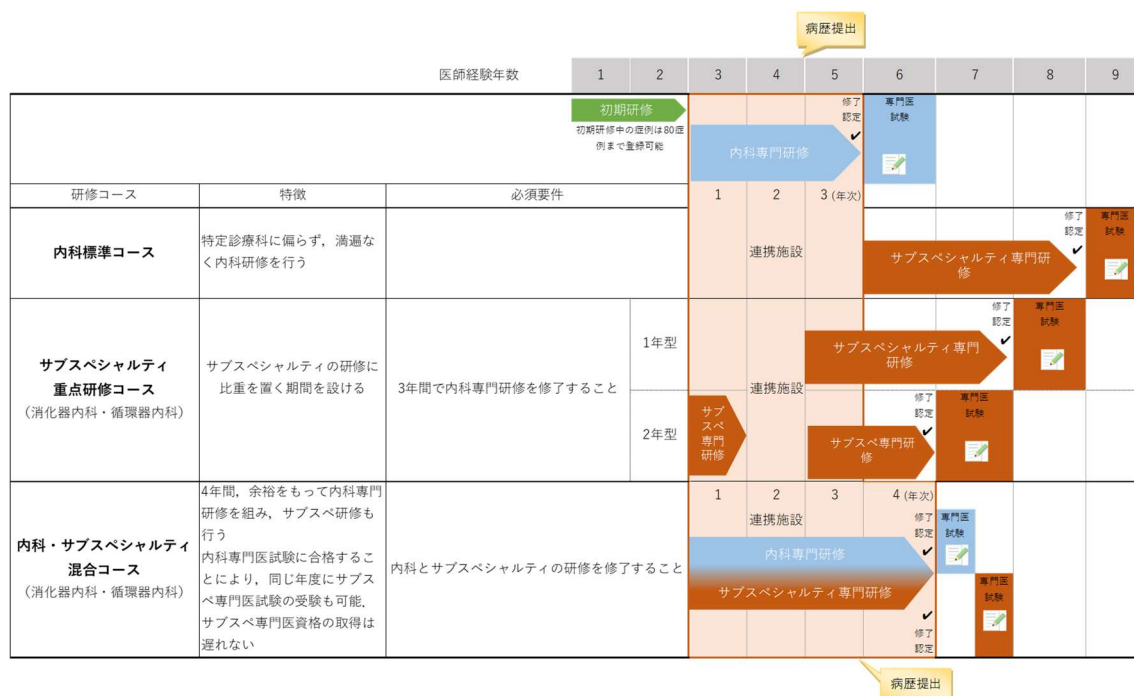 病歴提出
医師経験年数 1 2 3 4 5 6 7 8 9
初期研修
初期研修中の症例は80症
例まで登録可能
内科専門研修
修了
認定
専門医
試験
研修コース 特徴 必須要件 1 2 3 (年次)
内科標準コース
特定診療科に偏らず，満遍な
く内科研修を行う
連携施設
サブスペシャルティ専門研
修
修了
認定
専門医
試験
サブスペシャルティ
重点研修コース
（消化器内科・循環器内科）
サブスペシャルティの研修に
比重を置く期間を設ける
3年間で内科専門研修を修了すること
1年型
連携施設
サブスペシャルティ専門
研修
修了
認定
専門医
試験
2年型
サブ
スペ
専門
研修
サブスペ専門研
修
修了
認定
専門医
試験
内科・サブスペシャルティ
混合コース
（消化器内科・循環器内科）
4年間，余裕をもって内科専門
研修を組み，サブスペ研修も
行う
内科専門医試験に合格するこ
とにより，同じ年度にサブス
ペ専門医試験の受験も可能．
サブスペ専門医資格の取得は
遅れない
内科とサブスペシャルティの研修を修了すること
1 2 3 4 (年次)
連携施設
内科専門研修
サブスペシャルティ専門研修
修了
認定
専門医
試験
修了
認定
専門医
試験
病歴提出